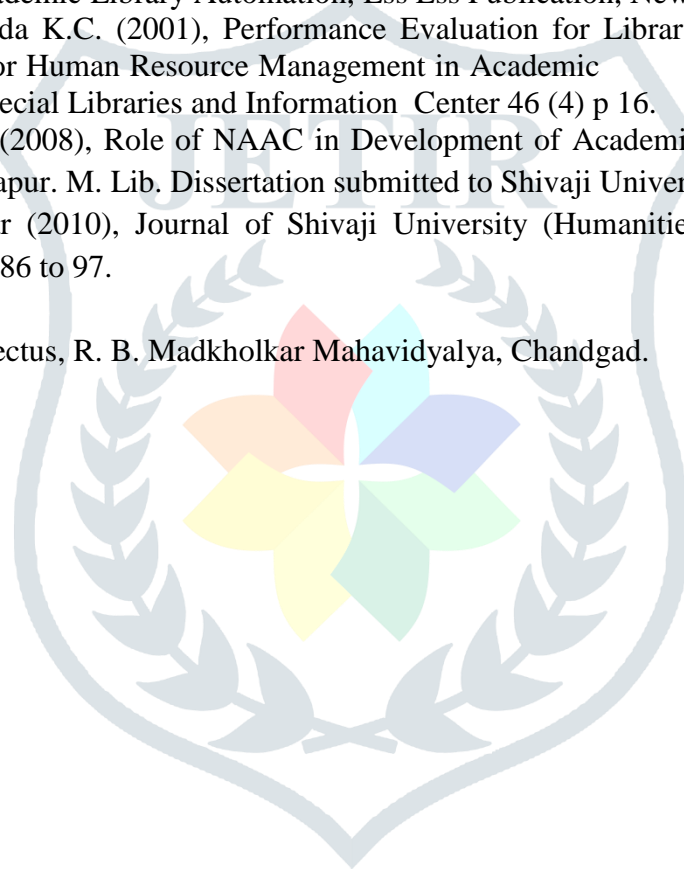 ademic Library Automation, Ess Ess Publication, New
da K.C. (2001), Performance Evaluation for Librar
or Human Resource Management in Academic
ecial Libraries and Information Center 46 (4) p 16.
(2008), Role of NAAC in Development of Academi
apur. M. Lib. Dissertation submitted to Shivaji Univer
r (2010), Journal of Shivaji University (Humanitie
86 to 97.
ectus, R. B. Madkholkar Mahavidyalya, Chandgad.
JETIR